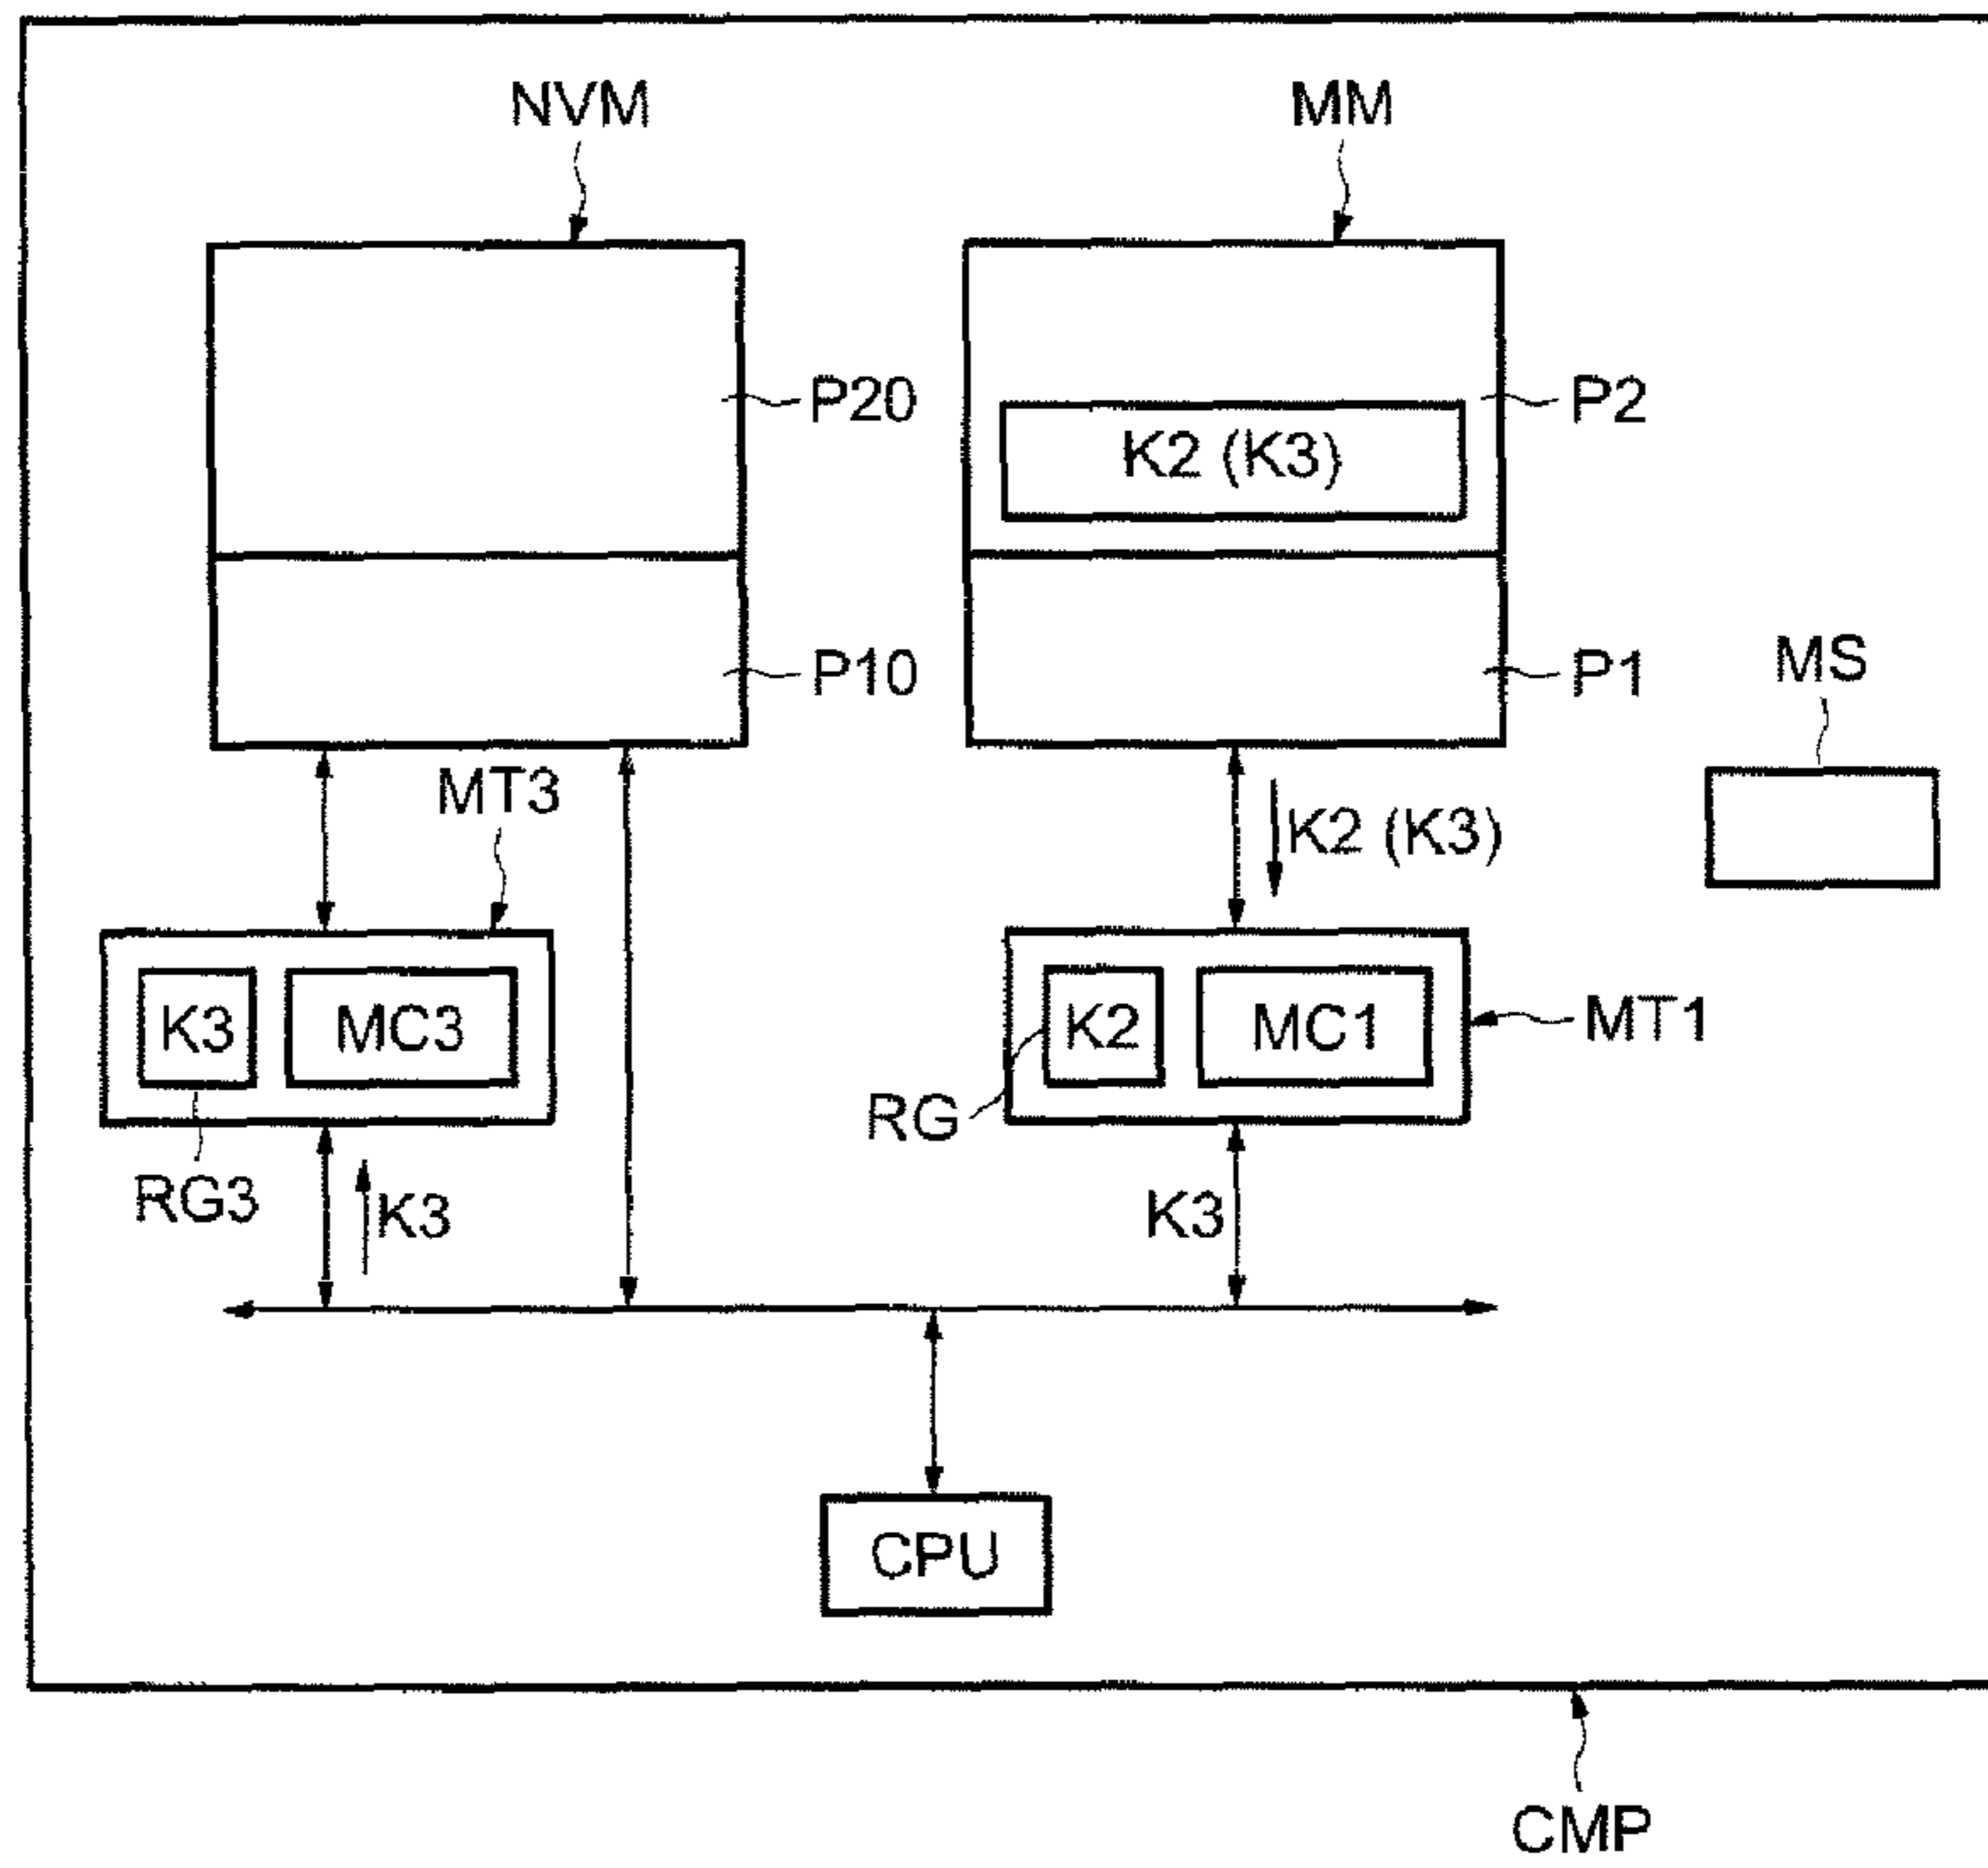 NVM
MM
P20
P2
K2 (K3)
P10
P1
MS
MT3
K2 (K3)
K3
MC3
K2
MC1
MT1
RG
RG3
K3
K3
CPU
CMP